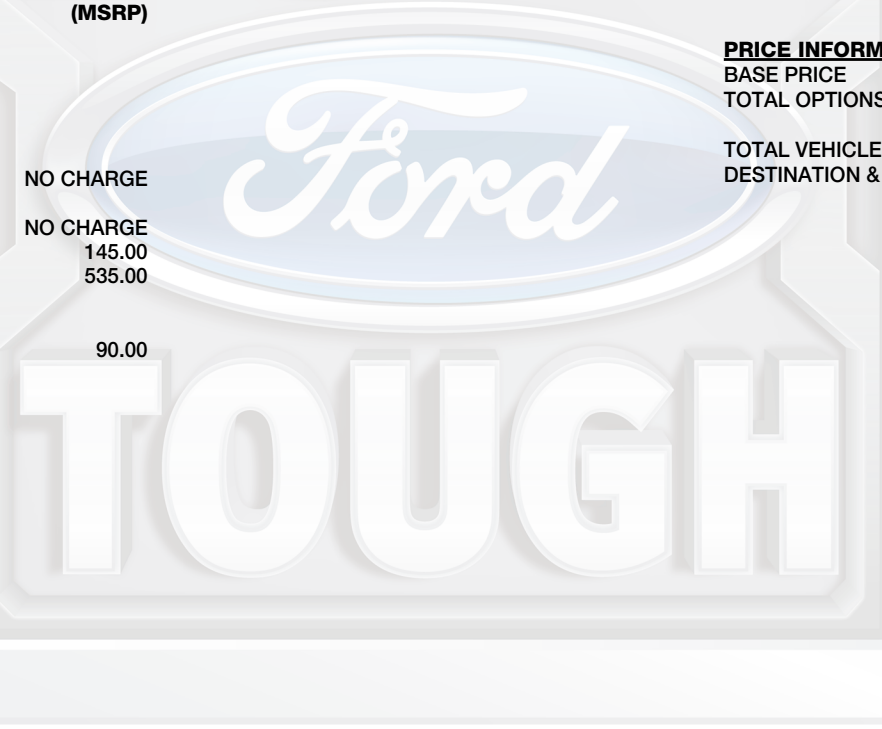 (MSRP)
NO CHARGE
NO CHARGE
145.00
535.00
90.00
PRICE INFORM
BASE PRICE
TOTAL OPTIONS
TOTAL VEHICLE
DESTINATION &
Ford
TOUGH